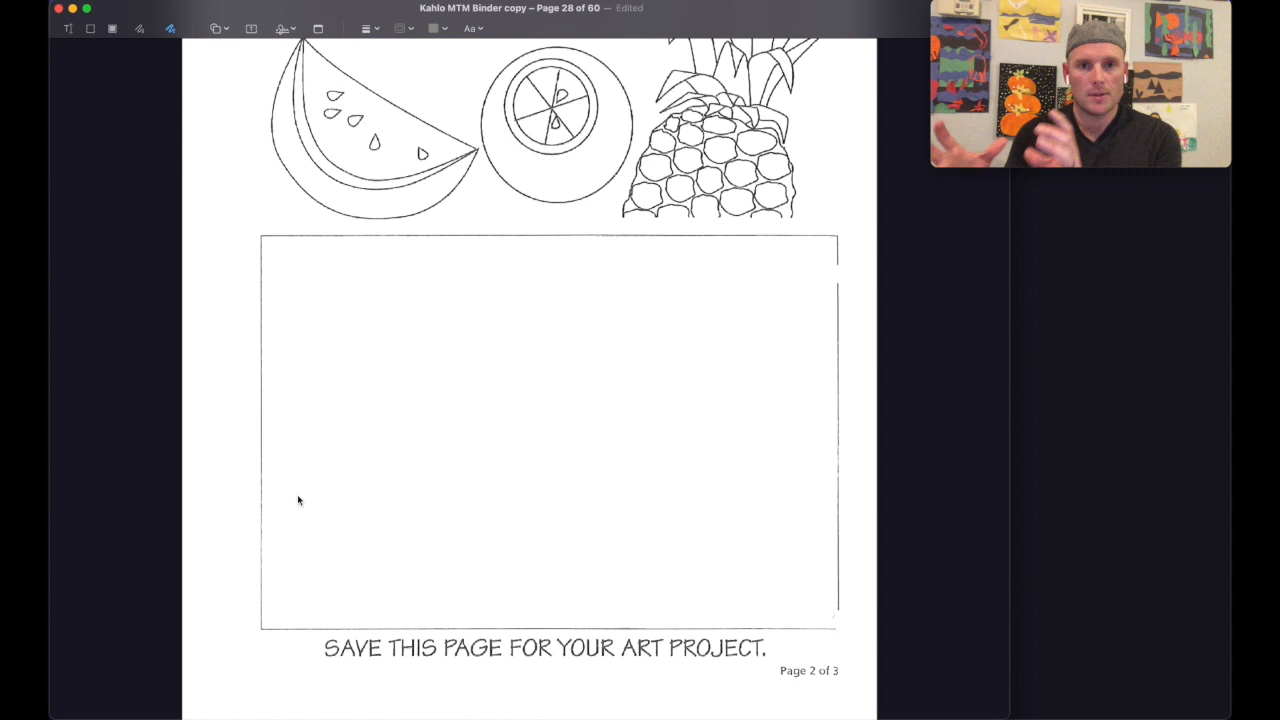 Kahlo MTM Binder copy – Page 28 of 60 — Edited
Aa
SAVE THIS PAGE FOR YOUR ART PROJECT.
Page 2 of 3